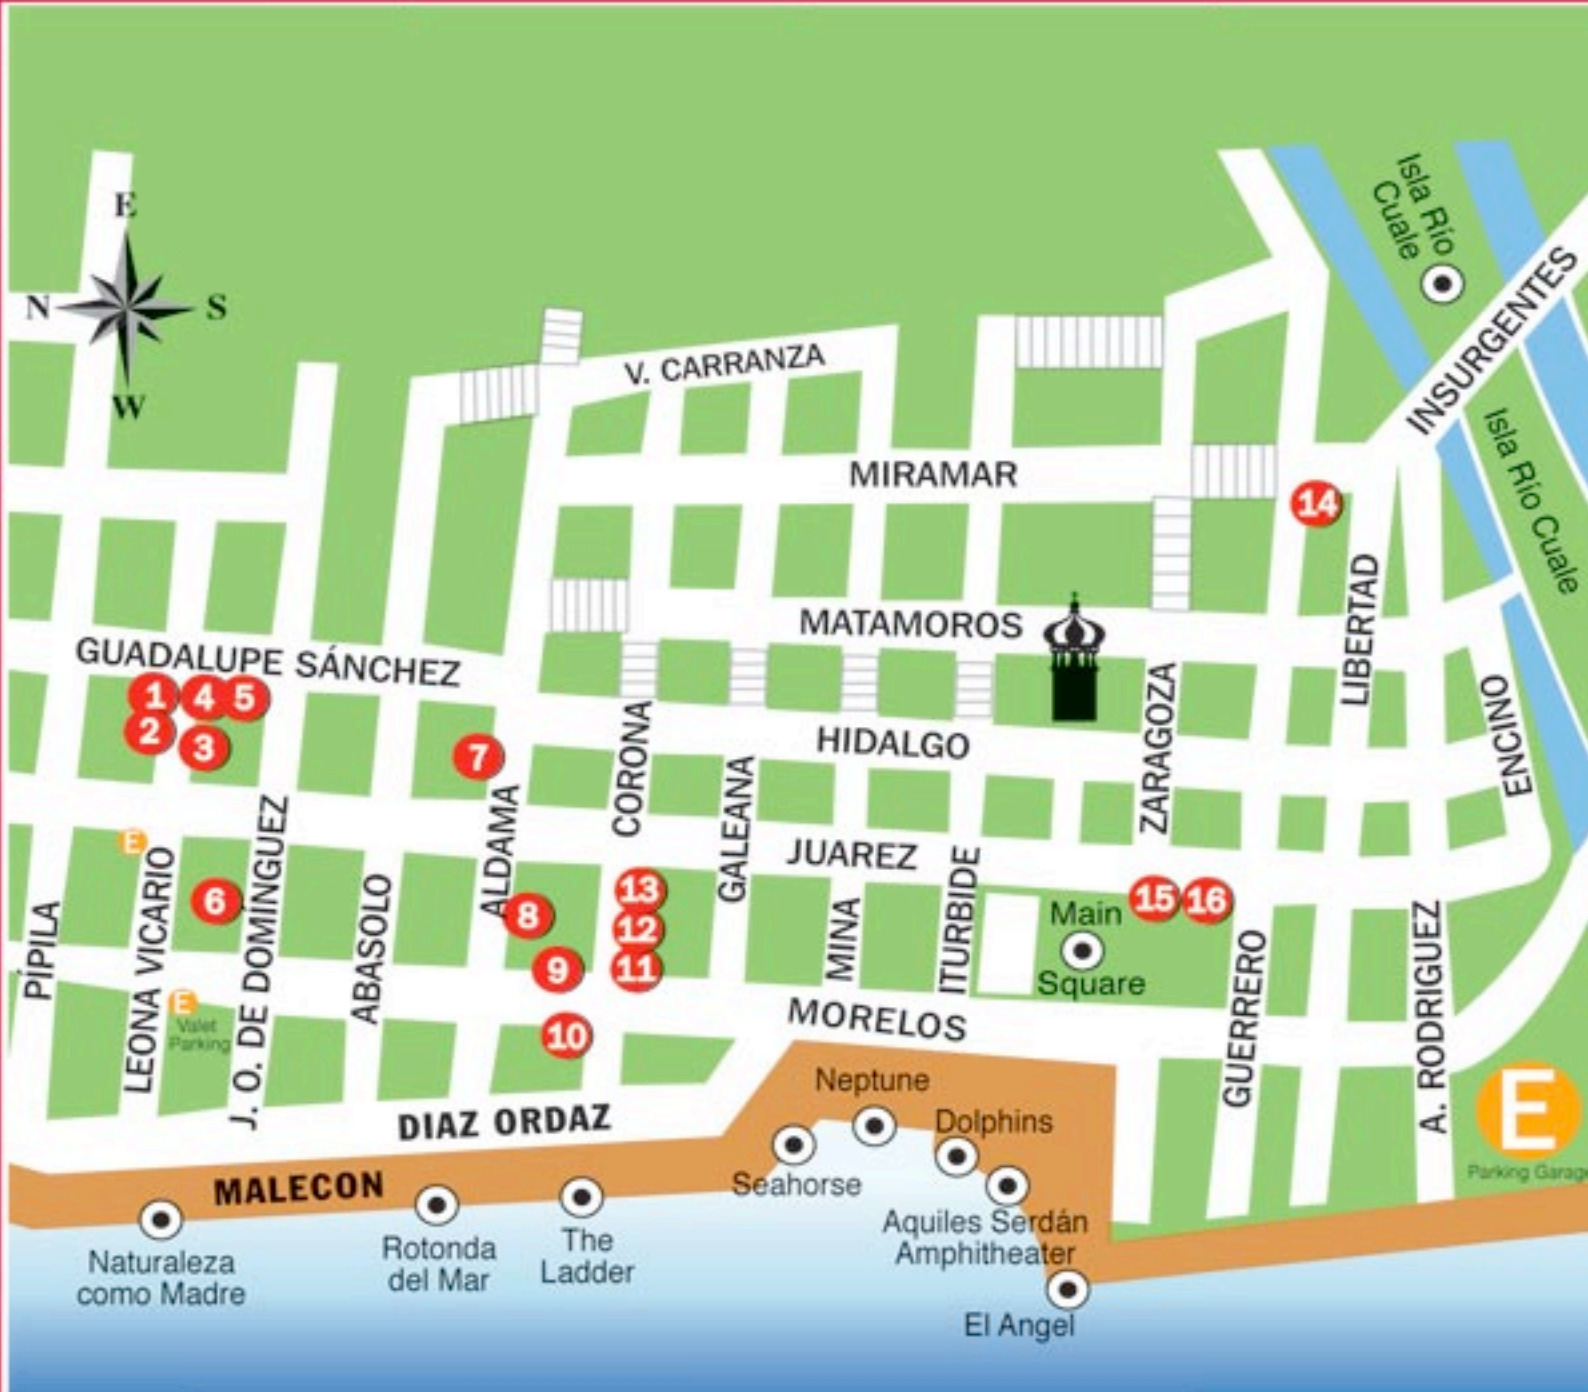 E
N
S
W
Isla Río
Cuale
INSURGENTES
V. CARRANZA
MIRAMAR
14
Isla Río Cuale
LIBERTAD
MATAMOROS
GUADALUPE SÁNCHEZ
1
4
5
2
3
7
CORONA
HIDALGO
ZARAGOZA
ENCINO
E
LEONA VICARIO
6
J. O. DE DOMÍNGUEZ
ALDAMA
GALEANA
JUAREZ
PÍPILA
ABASOLO
8
13
12
9
11
MINA
ITURBIDE
Main
Square
15
16
GUERRERO
A. RODRIGUEZ
E
Valet
Parking
10
MORELOS
DIAZ ORDAZ
Neptune
Dolphins
E
Parking Garage
MALECON
Seahorse
Aquiles Serdán
Amphitheater
Naturaleza
como Madre
Rotonda
del Mar
The
Ladder
El Angel